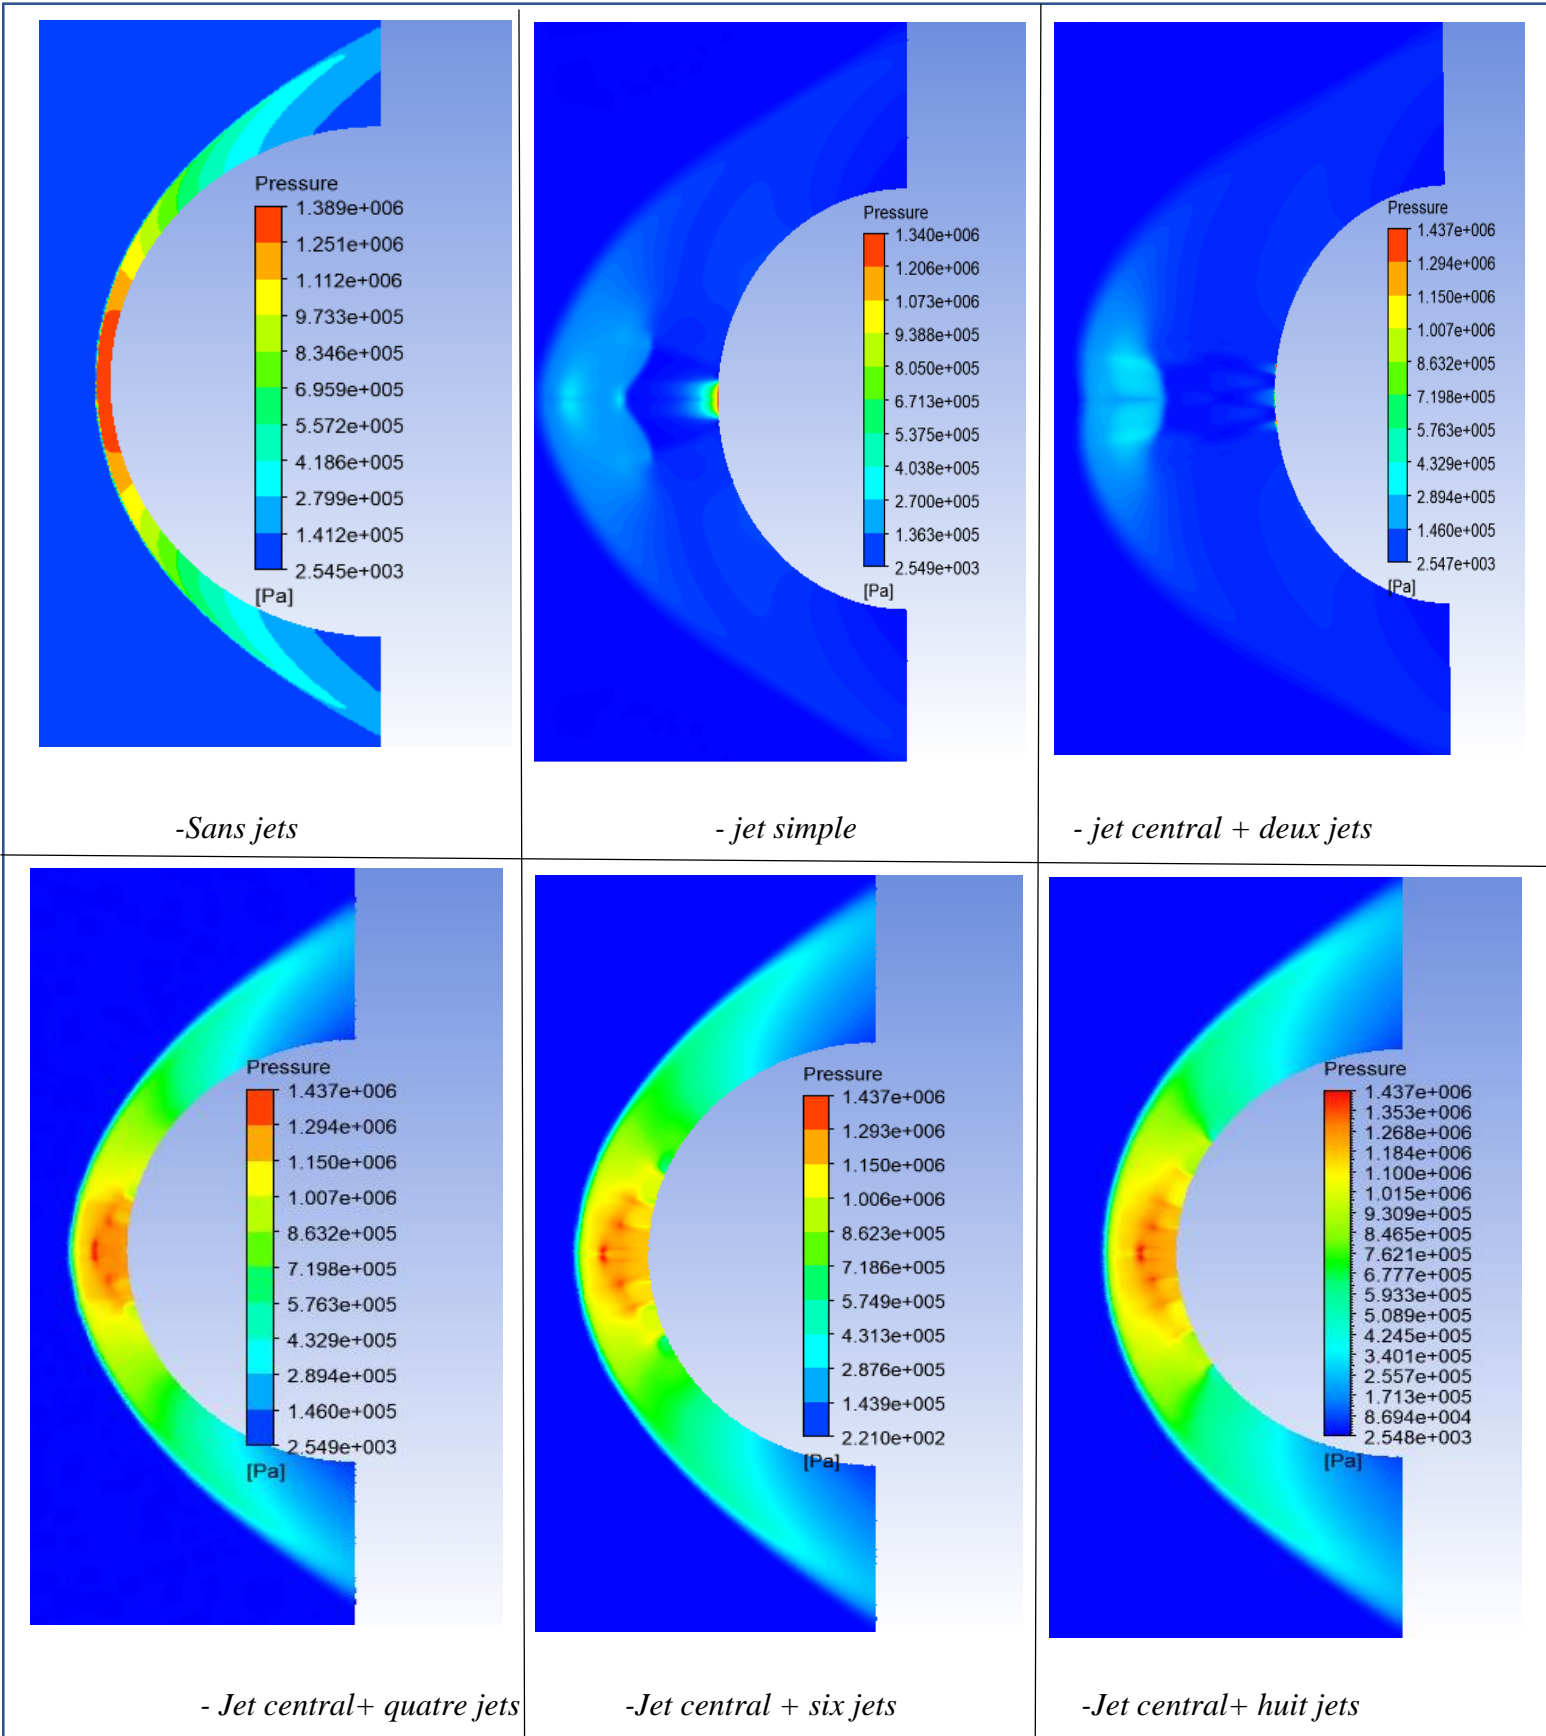 Pressure
1.389e+006
1.251e+006
1.112e+006
9.733e+005
8.346e+005
6.959e+005
5.572e+005
4.186e+005
2.799e+005
1.412e+005
2.545e+003
[Pa]
-Sans jets
Pressure
1.340e+006
1.206e+006
1.073e+006
9.388e+005
8.050e+005
6.713e+005
5.375e+005
4.038e+005
2.700e+005
1.363e+005
2.549e+003
[Pa]
- jet simple
Pressure
1.437e+006
1.294e+006
1.150e+006
1.007e+006
8.632e+005
7.198e+005
5.763e+005
4.329e+005
2.894e+005
1.460e+005
2.547e+003
[Pa]
- jet central + deux jets
Pressure
1.437e+006
1.294e+006
1.150e+006
1.007e+006
8.632e+005
7.198e+005
5.763e+005
4.329e+005
2.894e+005
1.460e+005
2.549e+003
[Pa]
- Jet central+ quatre jets
Pressure
1.437e+006
1.293e+006
1.150e+006
1.006e+006
8.623e+005
7.186e+005
5.749e+005
4.313e+005
2.876e+005
1.439e+005
2.210e+002
[Pa]
-Jet central + six jets
Pressure
1.437e+006
1.353e+006
1.268e+006
1.184e+006
1.100e+006
1.015e+006
9.309e+005
8.465e+005
7.621e+005
6.777e+005
5.933e+005
5.089e+005
4.245e+005
3.401e+005
2.557e+005
1.713e+005
8.694e+004
2.548e+003
[Pa]
-Jet central+ huit jets